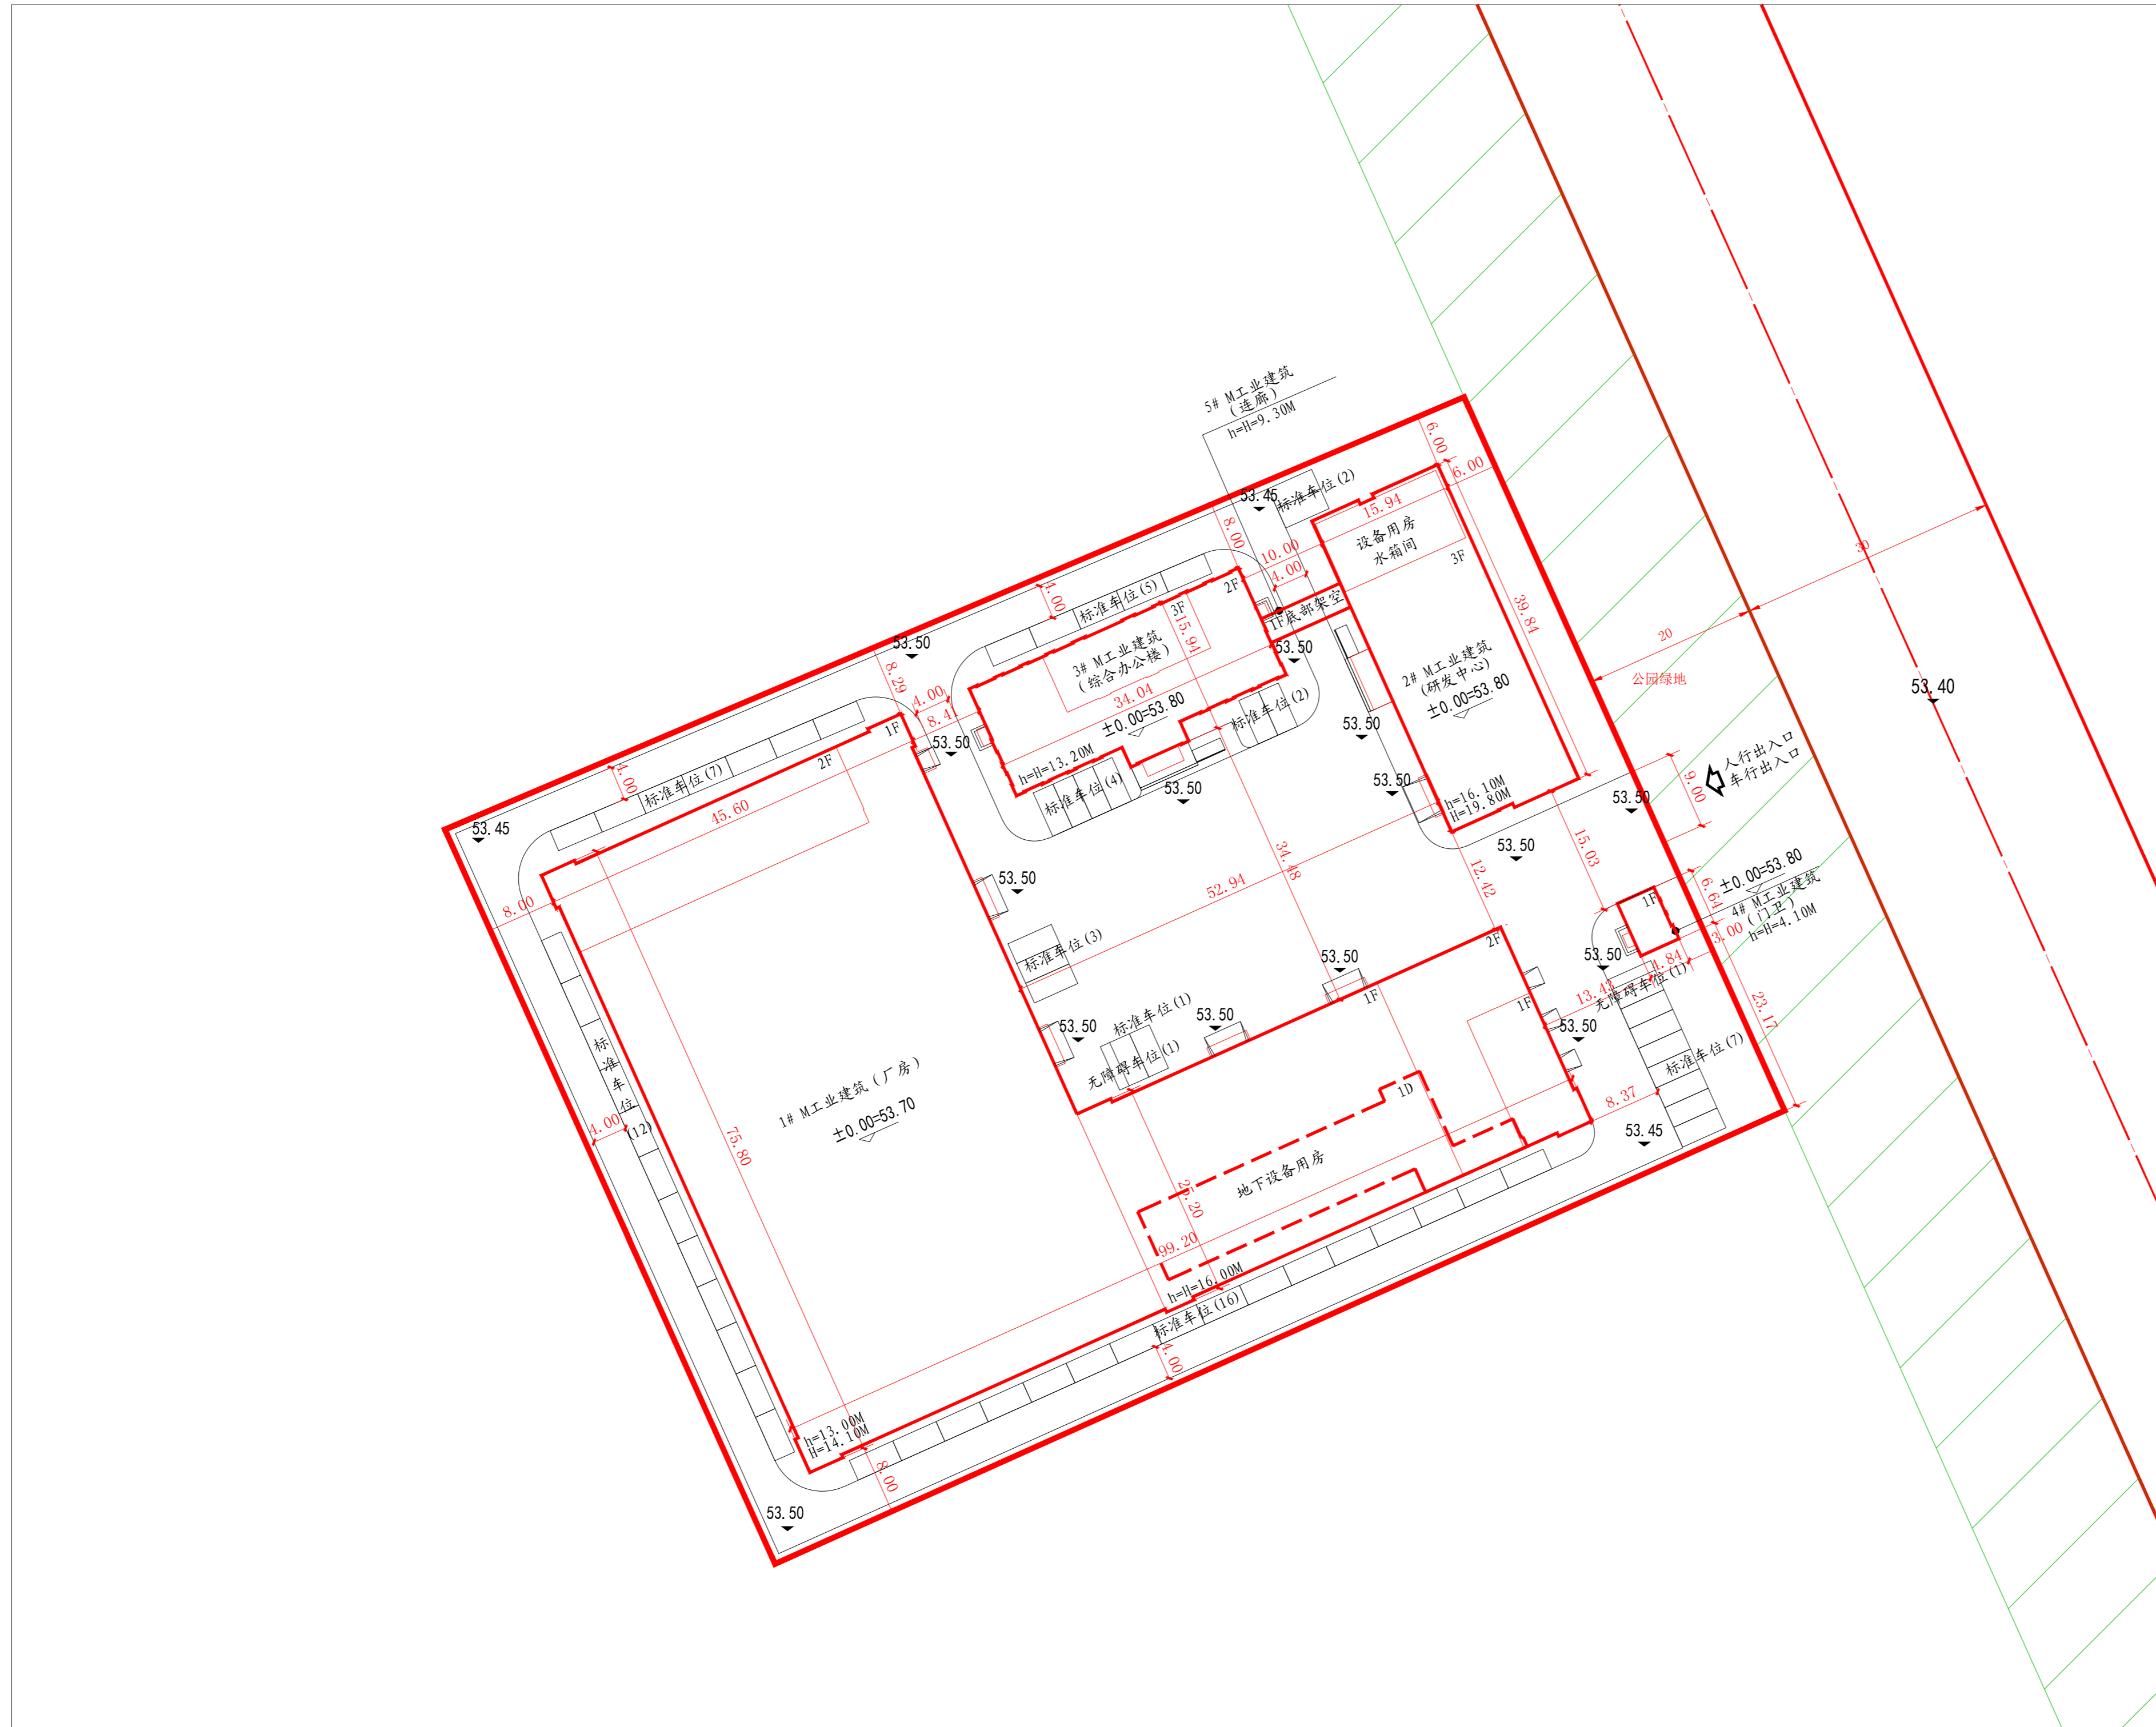 5# M工业建筑
(连廊)
h=H=9.30M
6.00
6.00
53.45
标准车位(2)
15.94
8.00
设备用房
水箱间
10.00
4.00
3F
30
4.00
标准车位(5)
2F
3F
1F底部架空
39.84
53.50
15.94
53.50
20
公园绿地
3# M工业建筑
(综合办公楼)
2# M工业建筑
(研发中心)
±0.00=53.80
53.40
8.29
4.00
8.41
34.04
±0.00=53.80
标准车位(2)
53.50
1F
53.50
2F
人行出入口
车行出入口
9.00
4.00
标准车位(7)
h=H=13.20M
标准车位(4)
53.50
53.50
h=16.10M
H=19.80M
53.50
45.60
53.45
15.03
34.48
53.50
12.42
53.50
52.94
±0.00=53.80
6.64
4# M工业建筑
(门卫)
h=H=4.10M
1F
8.00
3.00
标准车位(3)
2F
53.50
53.50
4.84
无障碍车位(1)
13.43
1F
1F
23.17
标准车位(1)
53.50
53.50
53.50
无障碍车位(1)
标准车位(7)
标准车位
(12)
4.00
1# M工业建筑(厂房)
±0.00=53.70
1D
8.37
53.45
75.80
地下设备用房
25.20
99.20
h=H=16.00M
标准车位(16)
4.00
h=13.00M
H=14.10M
8.00
53.50